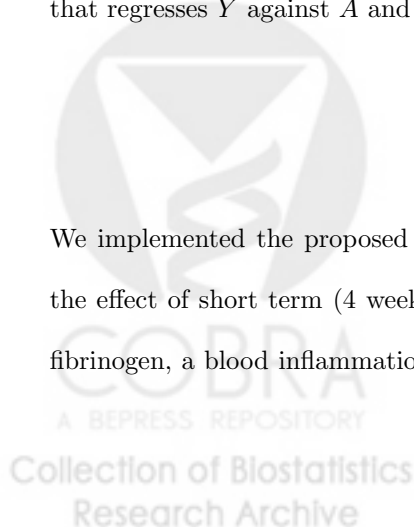 that regresses Y against A and
We implemented the proposed
the effect of short term (4 week
fibrinogen, a blood inflammatio
COBRA
A BEPRESS REPOSITORY
Collection of Biostatistics
Research Archive